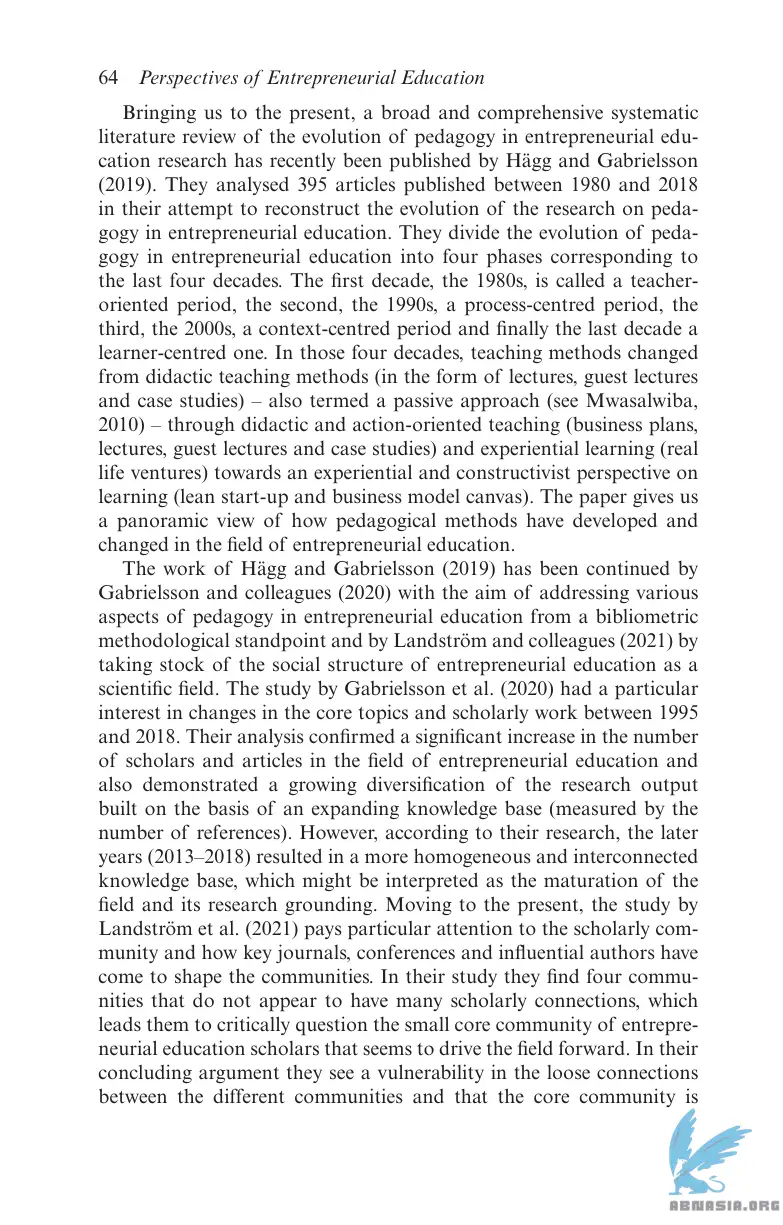 64 Perspectives of Entrepreneurial Education
Bringing us to the present, a broad and comprehensive systematic
literature review of the evolution of pedagogy in entrepreneurial edu-
cation research has recently been published by Hägg and Gabrielsson
(2019). They analysed 395 articles published between 1980 and 2018
in their attempt to reconstruct the evolution of the research on peda-
gogy in entrepreneurial education. They divide the evolution of peda-
gogy in entrepreneurial education into four phases corresponding to
the last four decades. The first decade, the 1980s, is called a teacher-
oriented period, the second, the 1990s, a process-centred period, the
third, the 2000s, a context-centred period and finally the last decade a
learner-centred one. In those four decades, teaching methods changed
from didactic teaching methods (in the form of lectures, guest lectures
and case studies) – also termed a passive approach (see Mwasalwiba,
2010) – through didactic and action-oriented teaching (business plans,
lectures, guest lectures and case studies) and experiential learning (real
life ventures) towards an experiential and constructivist perspective on
learning (lean start-up and business model canvas). The paper gives us
a panoramic view of how pedagogical methods have developed and
changed in the field of entrepreneurial education.
The work of Hägg and Gabrielsson (2019) has been continued by
Gabrielsson and colleagues (2020) with the aim of addressing various
aspects of pedagogy in entrepreneurial education from a bibliometric
methodological standpoint and by Landström and colleagues (2021) by
taking stock of the social structure of entrepreneurial education as a
scientific field. The study by Gabrielsson et al. (2020) had a particular
interest in changes in the core topics and scholarly work between 1995
and 2018. Their analysis confirmed a significant increase in the number
of scholars and articles in the field of entrepreneurial education and
also demonstrated a growing diversification of the research output
built on the basis of an expanding knowledge base (measured by the
number of references). However, according to their research, the later
years (2013–2018) resulted in a more homogeneous and interconnected
knowledge base, which might be interpreted as the maturation of the
field and its research grounding. Moving to the present, the study by
Landström et al. (2021) pays particular attention to the scholarly com-
munity and how key journals, conferences and influential authors have
come to shape the communities. In their study they find four commu-
nities that do not appear to have many scholarly connections, which
leads them to critically question the small core community of entrepre-
neurial education scholars that seems to drive the field forward. In their
concluding argument they see a vulnerability in the loose connections
between the different communities and that the core community is
ABNASIA.ORG